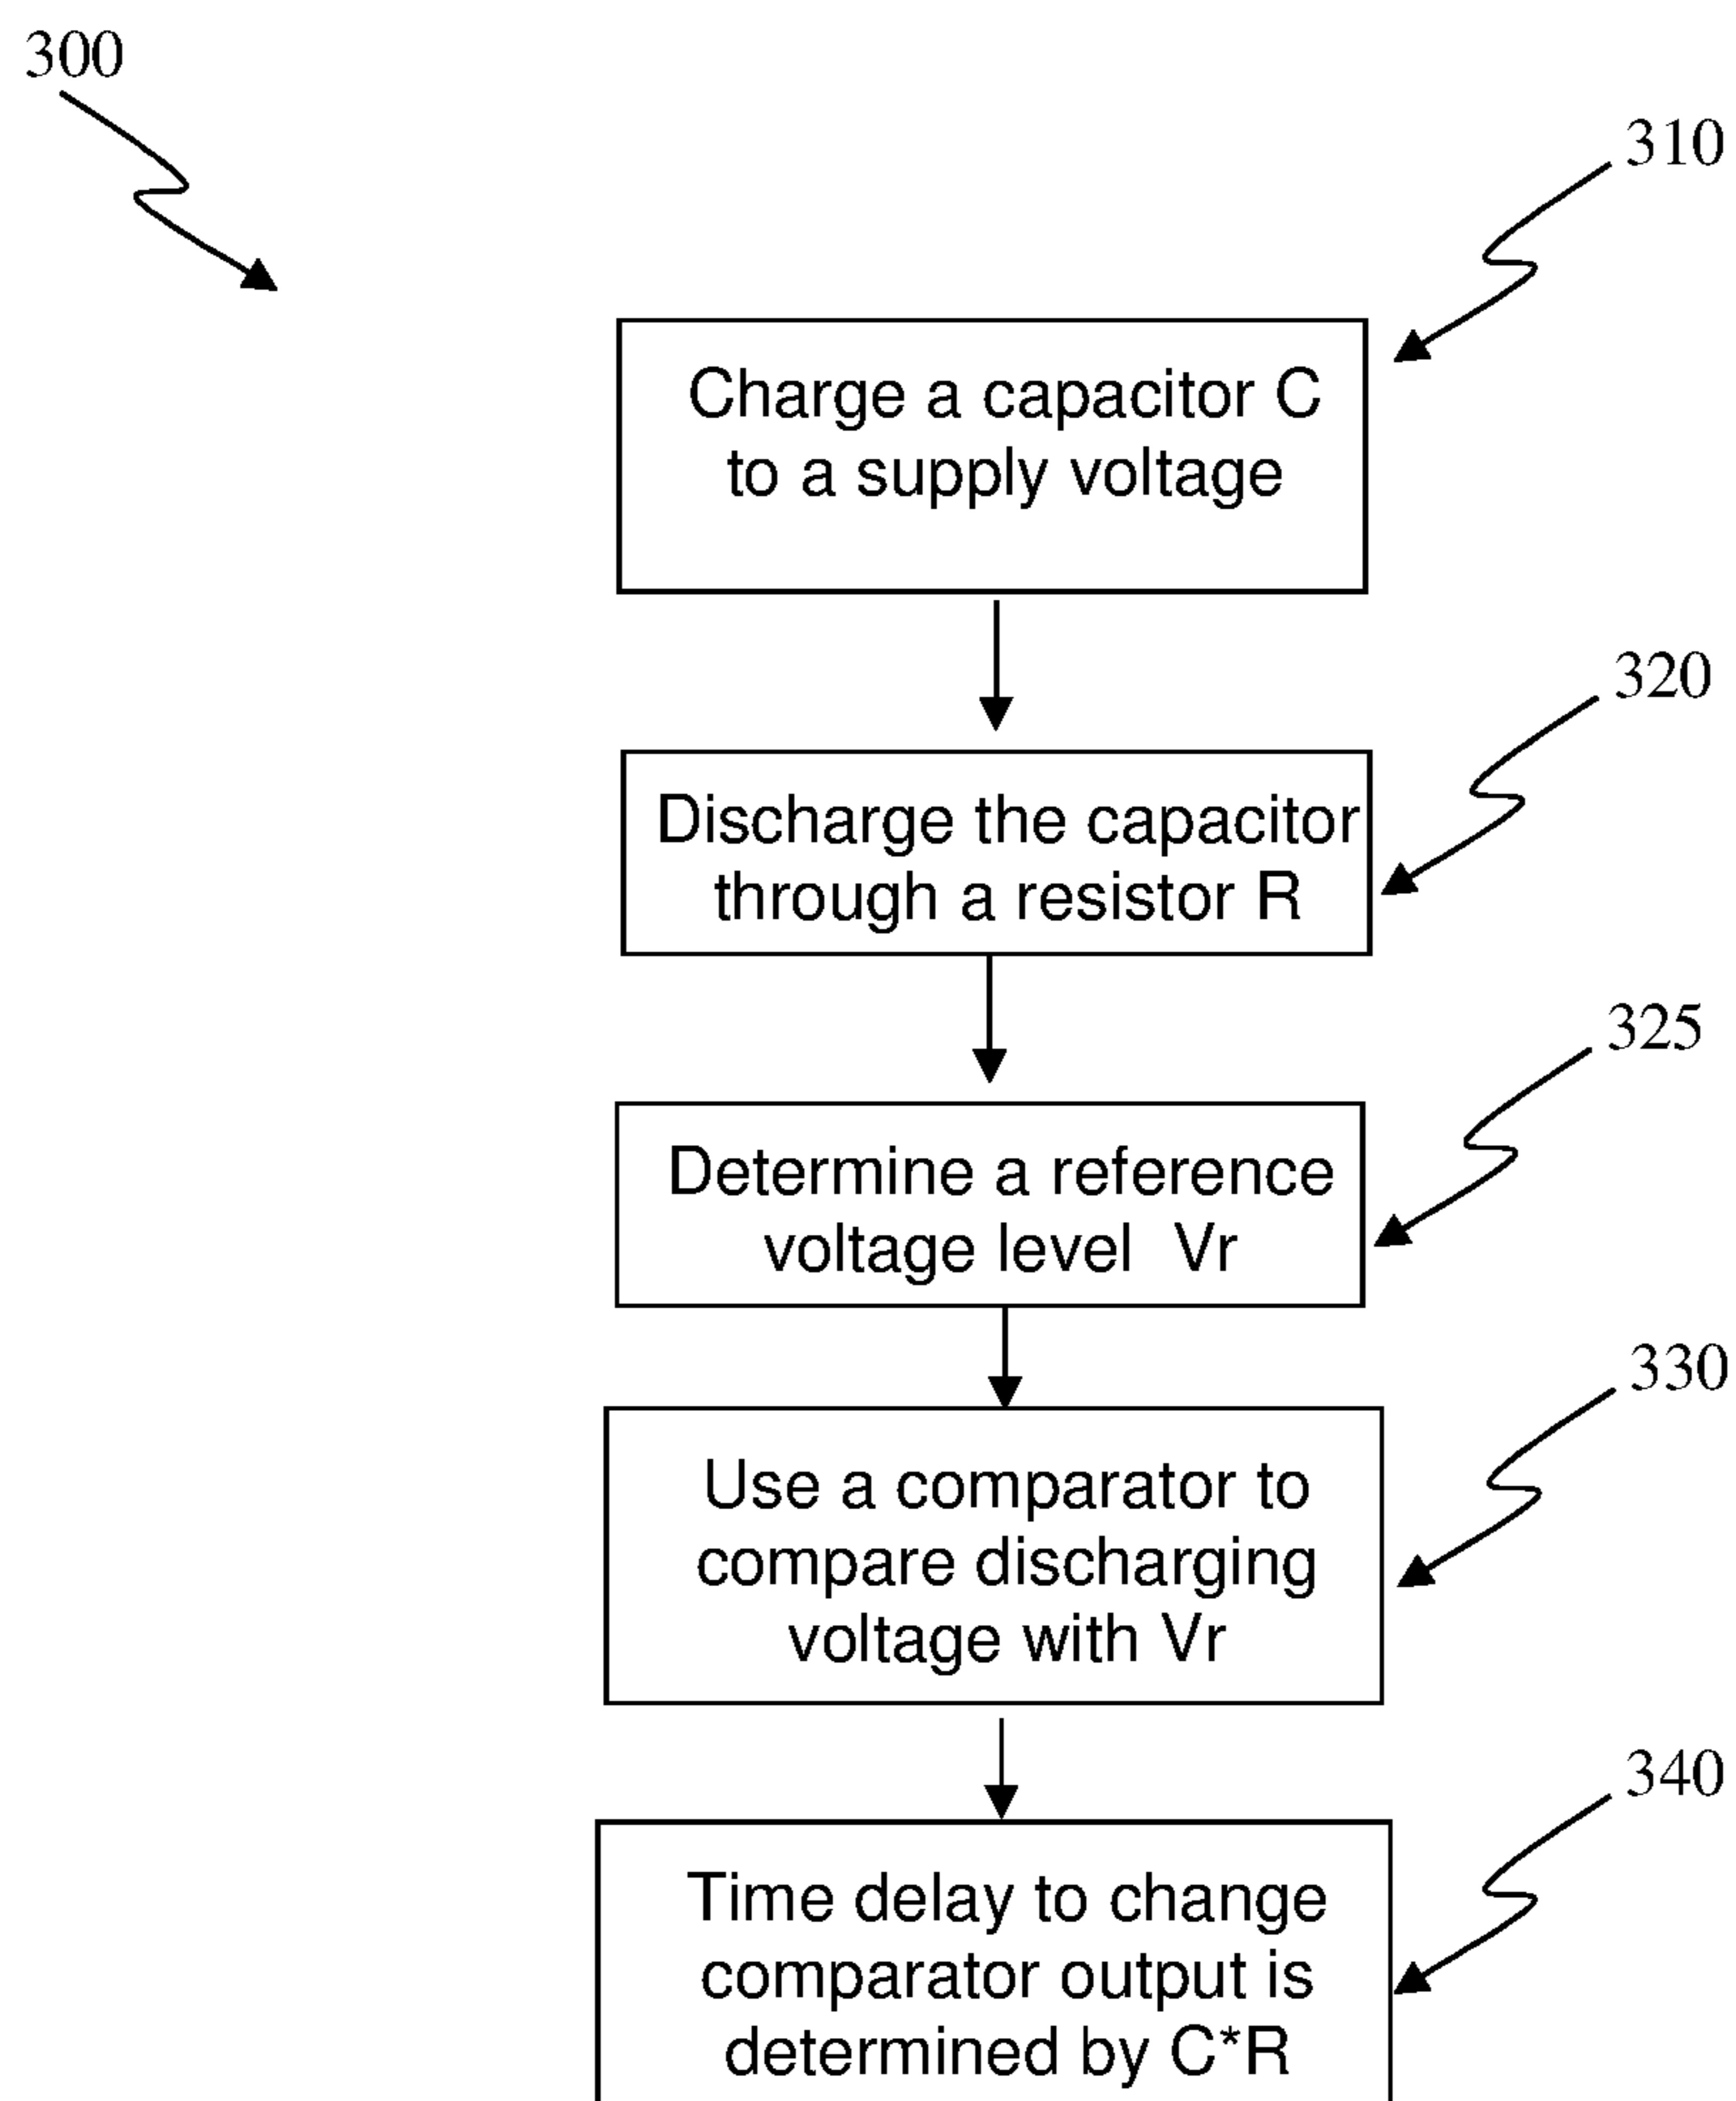 300
310
Charge a capacitor C
to a supply voltage
320
Discharge the capacitor
through a resistor R
325
Determine a reference
voltage level Vr
330
Use a comparator to
compare discharging
voltage with Vr
340
Time delay to change
comparator output is
determined by C*R